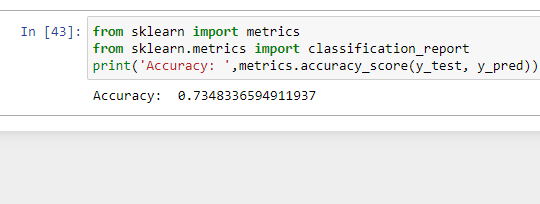 In [43]: from sklearn import metrics
from sklearn.metrics import classification_report
print('Accuracy: ',metrics.accuracy_score(y_test, y_pred))
Accuracy:  0.7348336594911937